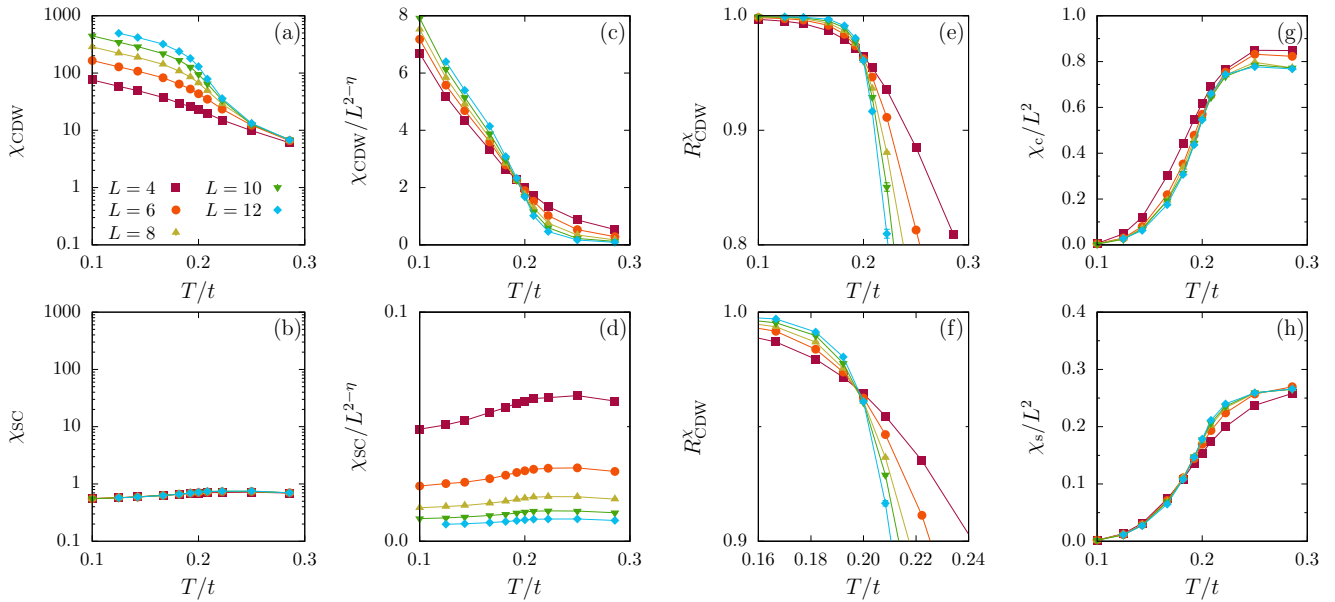 1000
100
10
1
0.1
χCDW
(a)
L = 4
L = 6
L = 8
L = 10
L = 12
0.1
0.2
0.3
T/t
8
6
4
2
0
χCDW/L^{2−η}
(c)
0.1
0.2
0.3
T/t
1.0
0.9
0.8
R^χ_CDW
(e)
0.1
0.2
0.3
T/t
1.0
0.8
0.6
0.4
0.2
0.0
χc/L²
(g)
0.1
0.2
0.3
T/t
1000
100
10
1
0.1
χSC
(b)
0.1
0.2
0.3
T/t
0.1
0.0
χSC/L^{2−η}
(d)
0.1
0.2
0.3
T/t
1.0
0.9
R^χ_CDW
(f)
0.16
0.18
0.20
0.22
0.24
T/t
0.4
0.3
0.2
0.1
0.0
χs/L²
(h)
0.1
0.2
0.3
T/t